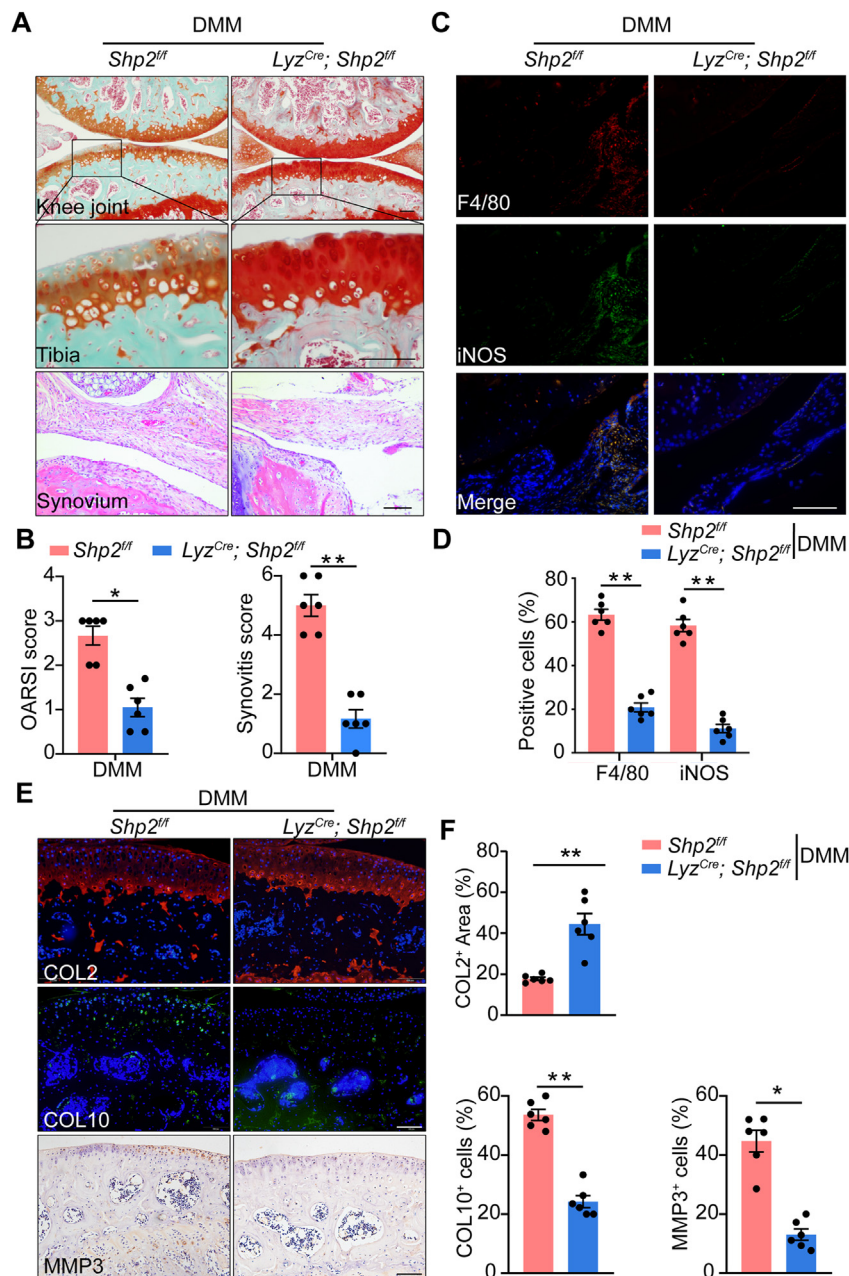 A
DMM
Shp2f/f
LyzCre; Shp2f/f
Knee joint
Tibia
Synovium
B
Shp2f/f
LyzCre; Shp2f/f
OARSI score
3
2
1
0
*
DMM
Synovitis score
6
4
2
0
**
DMM
C
DMM
Shp2f/f
LyzCre; Shp2f/f
F4/80
iNOS
Merge
D
Shp2f/f
LyzCre; Shp2f/f
DMM
Positive cells (%)
80
60
40
20
0
**
**
F4/80
iNOS
E
DMM
Shp2f/f
LyzCre; Shp2f/f
COL2
COL10
MMP3
F
Shp2f/f
LyzCre; Shp2f/f
DMM
COL2+ Area (%)
80
60
40
20
0
**
COL10+ cells (%)
60
40
20
0
**
MMP3+ cells (%)
60
40
20
0
*